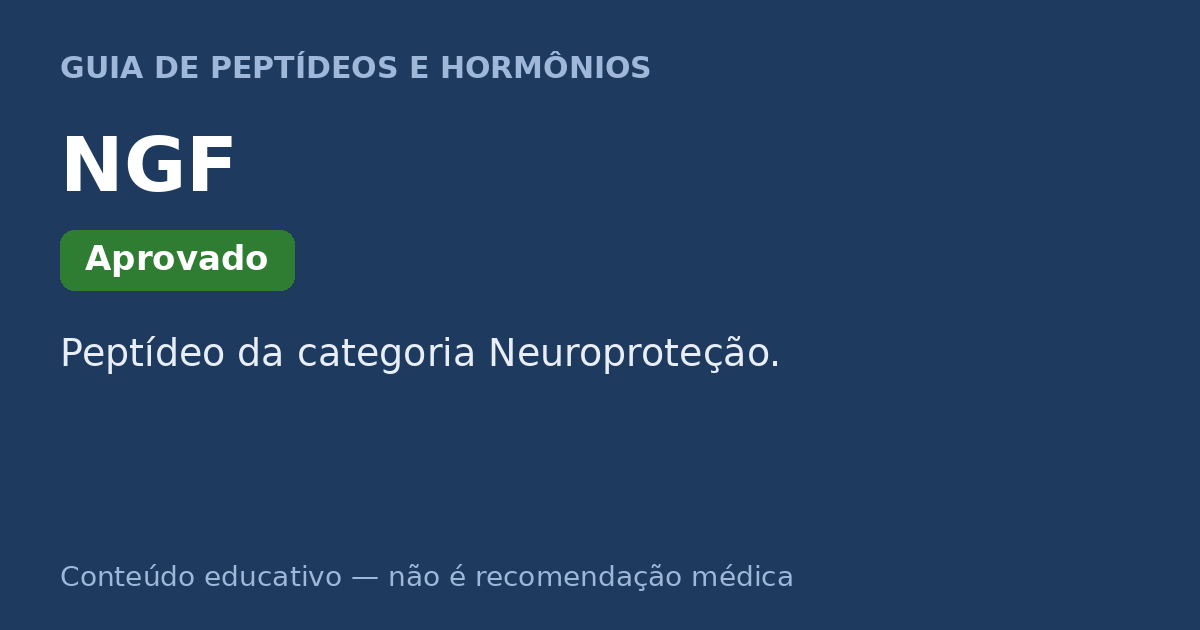 GUIA DE PEPTÍDEOS E HORMÔNIOS
NGF
Aprovado
Peptídeo da categoria Neuroproteção.
Conteúdo educativo — não é recomendação médica